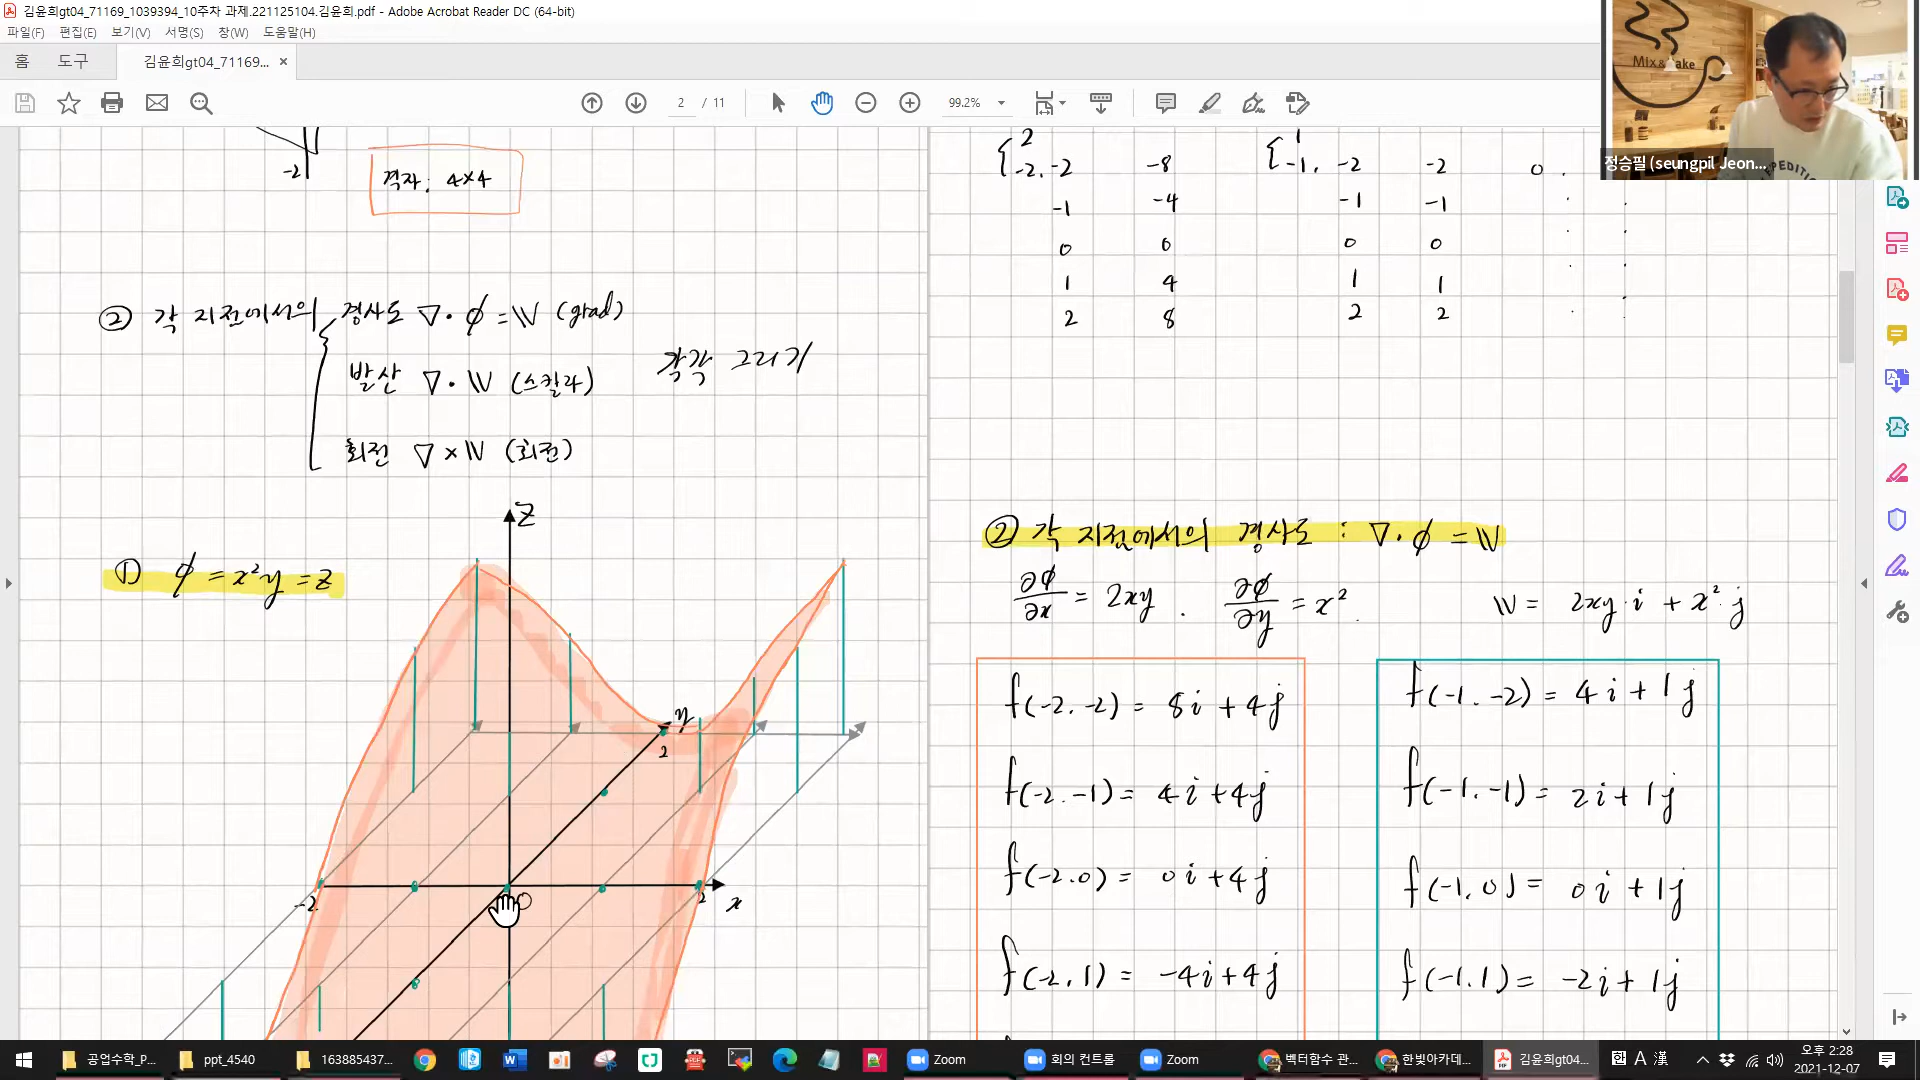 김윤희gt04_71169_1039394_10주차 과제.221125104.김윤희.pdf - Adobe Acrobat Reader DC (64-bit)
파일(F) 편집(E) 보기(V) 서명(S) 창(W) 도움말(H)
홈 도구 김윤희gt04_71169... ×
2 / 11 99.2%
Mix&
정승필 (seungpil Jeon...
-2
격자: 4×4
② 각 지점에서의 경사도 ∇·φ = 𝕍 (grad)
발산 ∇·𝕍 (스칼라)
회전 ∇×𝕍 (회전)
각각 그리기
① φ = x²y = z
z
y
2
-2
0
2
x
{ 2
-2, -2 -8
-1 -4
0 0
1 4
2 8
{ 1
-1, -2 -2
-1 -1
0 0
1 1
2 2
0 .
② 각 지점에서의 경사도 : ∇·φ = 𝕍
∂φ/∂x = 2xy . ∂φ/∂y = x² . 𝕍 = 2xy·i + x²·j
f(-2.-2) = 8i + 4j
f(-2.-1) = 4i + 4j
f(-2.0) = 0i + 4j
f(-2.1) = -4i + 4j
f(-1.-2) = 4i + 1j
f(-1.-1) = 2i + 1j
f(-1.0) = 0i + 1j
f(-1.1) = -2i + 1j
공업수학_P... ppt_4540 163885437... Zoom 회의 컨트롤 Zoom 벡터함수 관... 한빛아카데... 김윤희gt04... 한 A 漢 오후 2:28
2021-12-07